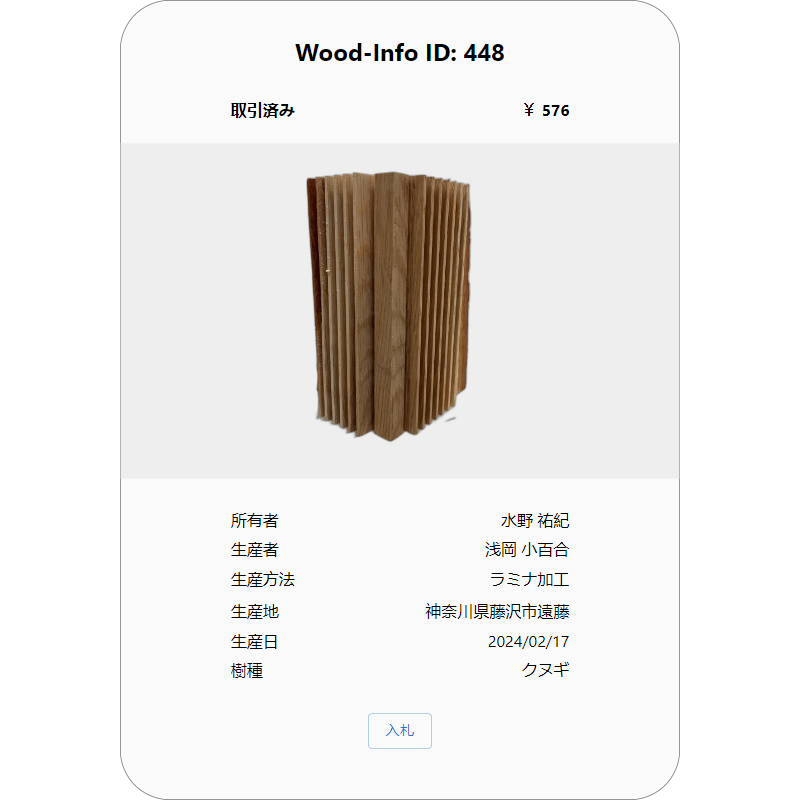 Wood-Info ID: 448
取引済み ￥ 576
所有者 水野 祐紀
生産者 浅岡 小百合
生産方法 ラミナ加工
生産地 神奈川県藤沢市遠藤
生産日 2024/02/17
樹種 クヌギ
入札